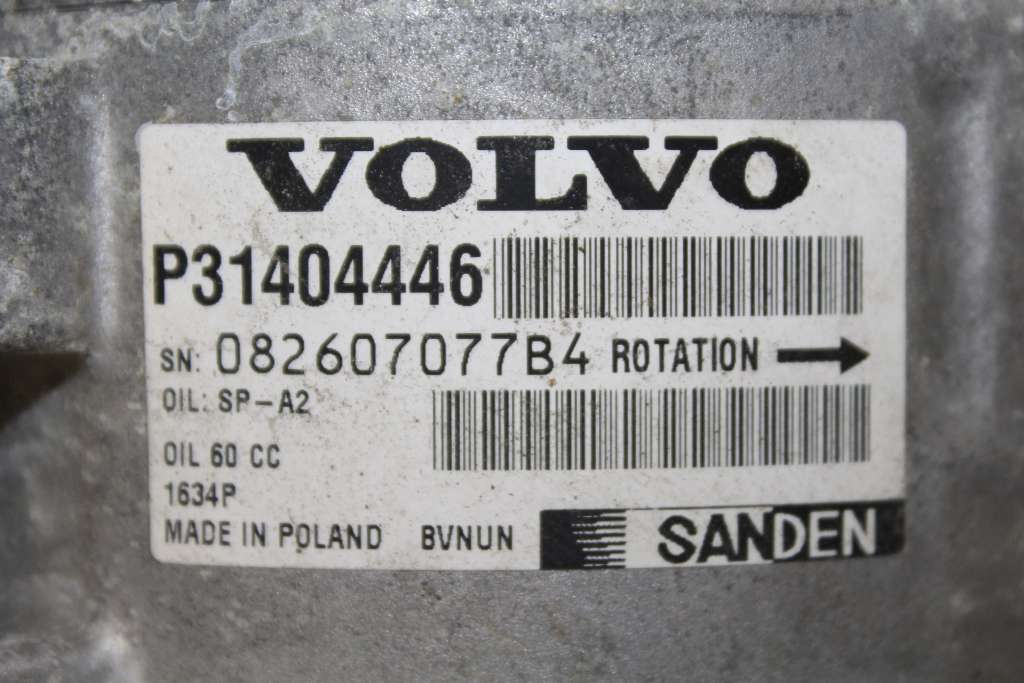 VOLVO
P31404446
SN: 082607077B4 ROTATION
OIL: SP-A2
OIL 60 CC
1634P
MADE IN POLAND BVNUN SANDEN